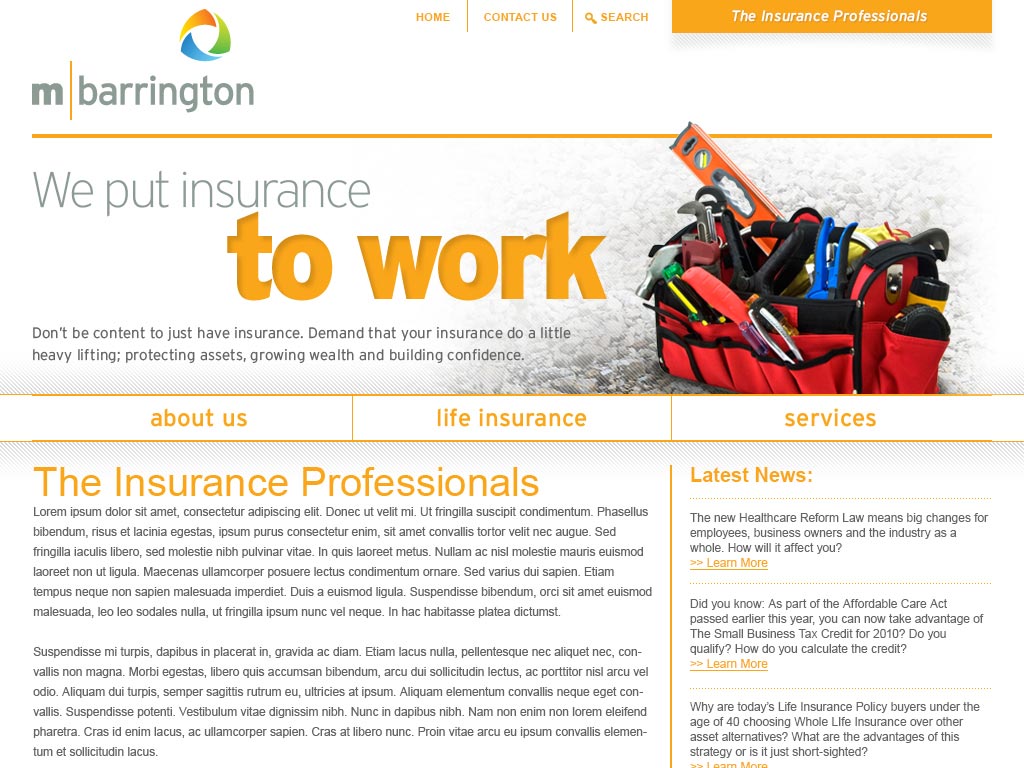 HOME
CONTACT US
SEARCH
The Insurance Professionals
m barrington
We put insurance
to work
Don't be content to just have insurance. Demand that your insurance do a little
heavy lifting; protecting assets, growing wealth and building confidence.
about us
life insurance
services
The Insurance Professionals
Lorem ipsum dolor sit amet, consectetur adipiscing elit. Donec ut velit mi. Ut fringilla suscipit condimentum. Phasellus
bibendum, risus et lacinia egestas, ipsum purus consectetur enim, sit amet convallis tortor velit nec augue. Sed
fringilla iaculis libero, sed molestie nibh pulvinar vitae. In quis laoreet metus. Nullam ac nisl molestie mauris euismod
laoreet non ut ligula. Maecenas ullamcorper posuere lectus condimentum ornare. Sed varius dui sapien. Etiam
tempus neque non sapien malesuada imperdiet. Duis a euismod ligula. Suspendisse bibendum, orci sit amet euismod
malesuada, leo leo sodales nulla, ut fringilla ipsum nunc vel neque. In hac habitasse platea dictumst.
Suspendisse mi turpis, dapibus in placerat in, gravida ac diam. Etiam lacus nulla, pellentesque nec aliquet nec, con-
vallis non magna. Morbi egestas, libero quis accumsan bibendum, arcu dui sollicitudin lectus, ac porttitor nisl arcu vel
odio. Aliquam dui turpis, semper sagittis rutrum eu, ultricies at ipsum. Aliquam elementum convallis neque eget con-
vallis. Suspendisse potenti. Vestibulum vitae dignissim nibh. Nunc in dapibus nibh. Nam non enim non lorem eleifend
pharetra. Cras id enim lacus, ac ullamcorper sapien. Cras at libero nunc. Proin vitae arcu eu ipsum convallis elemen-
tum et sollicitudin lacus.
Latest News:
The new Healthcare Reform Law means big changes for
employees, business owners and the industry as a
whole. How will it affect you?
>> Learn More
Did you know: As part of the Affordable Care Act
passed earlier this year, you can now take advantage of
The Small Business Tax Credit for 2010? Do you
qualify? How do you calculate the credit?
>> Learn More
Why are today's Life Insurance Policy buyers under the
age of 40 choosing Whole LIfe Insurance over other
asset alternatives? What are the advantages of this
strategy or is it just short-sighted?
>> Learn More